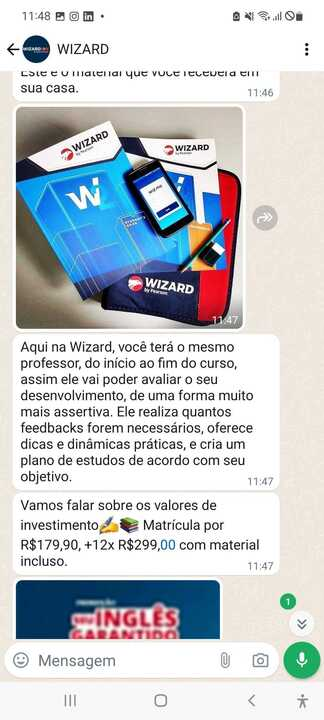 11:48
WIZARD
Este é o material que você receberá em
sua casa.
11:46
WIZARD
by Pearson
WIZARD
by Pearson
W
WIZARD
by Pearson
11:47
Aqui na Wizard, você terá o mesmo
professor, do início ao fim do curso,
assim ele vai poder avaliar o seu
desenvolvimento, de uma forma muito
mais assertiva. Ele realiza quantos
feedbacks forem necessários, oferece
dicas e dinâmicas práticas, e cria um
plano de estudos de acordo com seu
objetivo.
11:47
Vamos falar sobre os valores de
investimento✍️📚 Matrícula por
R$179,90, +12x R$299,00 com material
incluso.
11:47
PROMOÇÃO
SEU INGLÊS
GARANTIDO
1
Mensagem